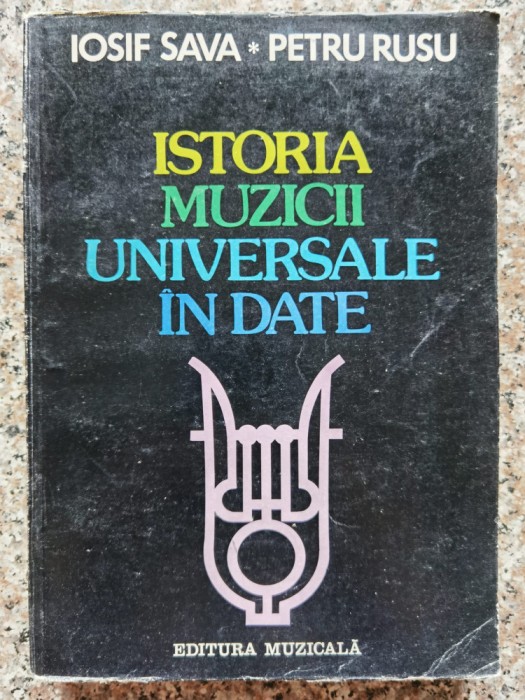 IOSIF SAVA * PETRU RUSU
ISTORIA
MUZICII
UNIVERSALE
ÎN DATE
EDITURA MUZICALĂ